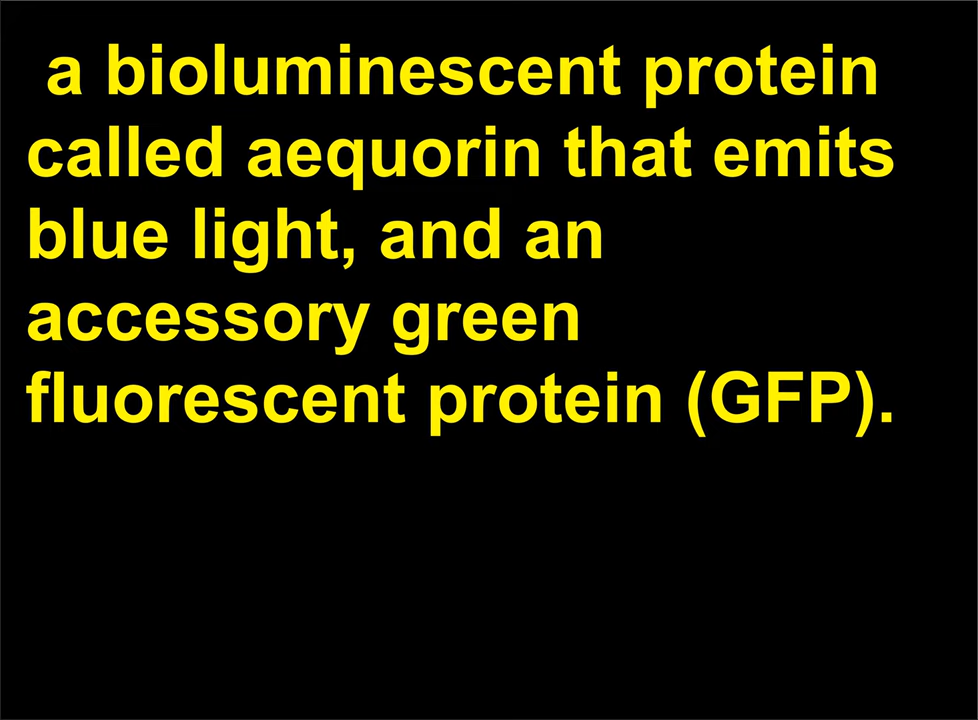 a bioluminescent protein
called aequorin that emits
blue light, and an
accessory green
fluorescent protein (GFP).